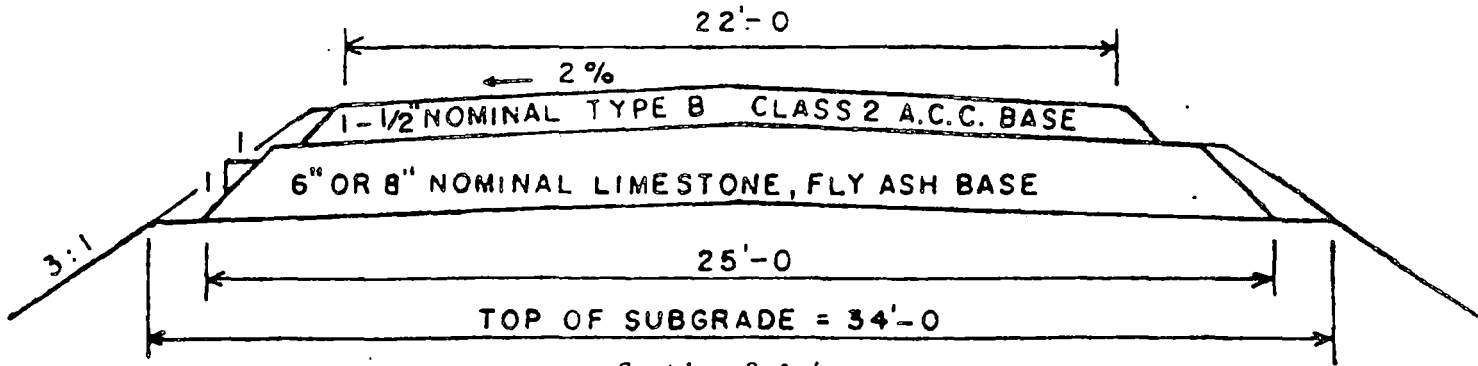 22'-0
2%
1-1/2" NOMINAL TYPE B CLASS 2 A.C.C. BASE
1
1
6" OR 8" NOMINAL LIMESTONE, FLY ASH BASE
3:1
25'-0
TOP OF SUBGRADE = 34'-0